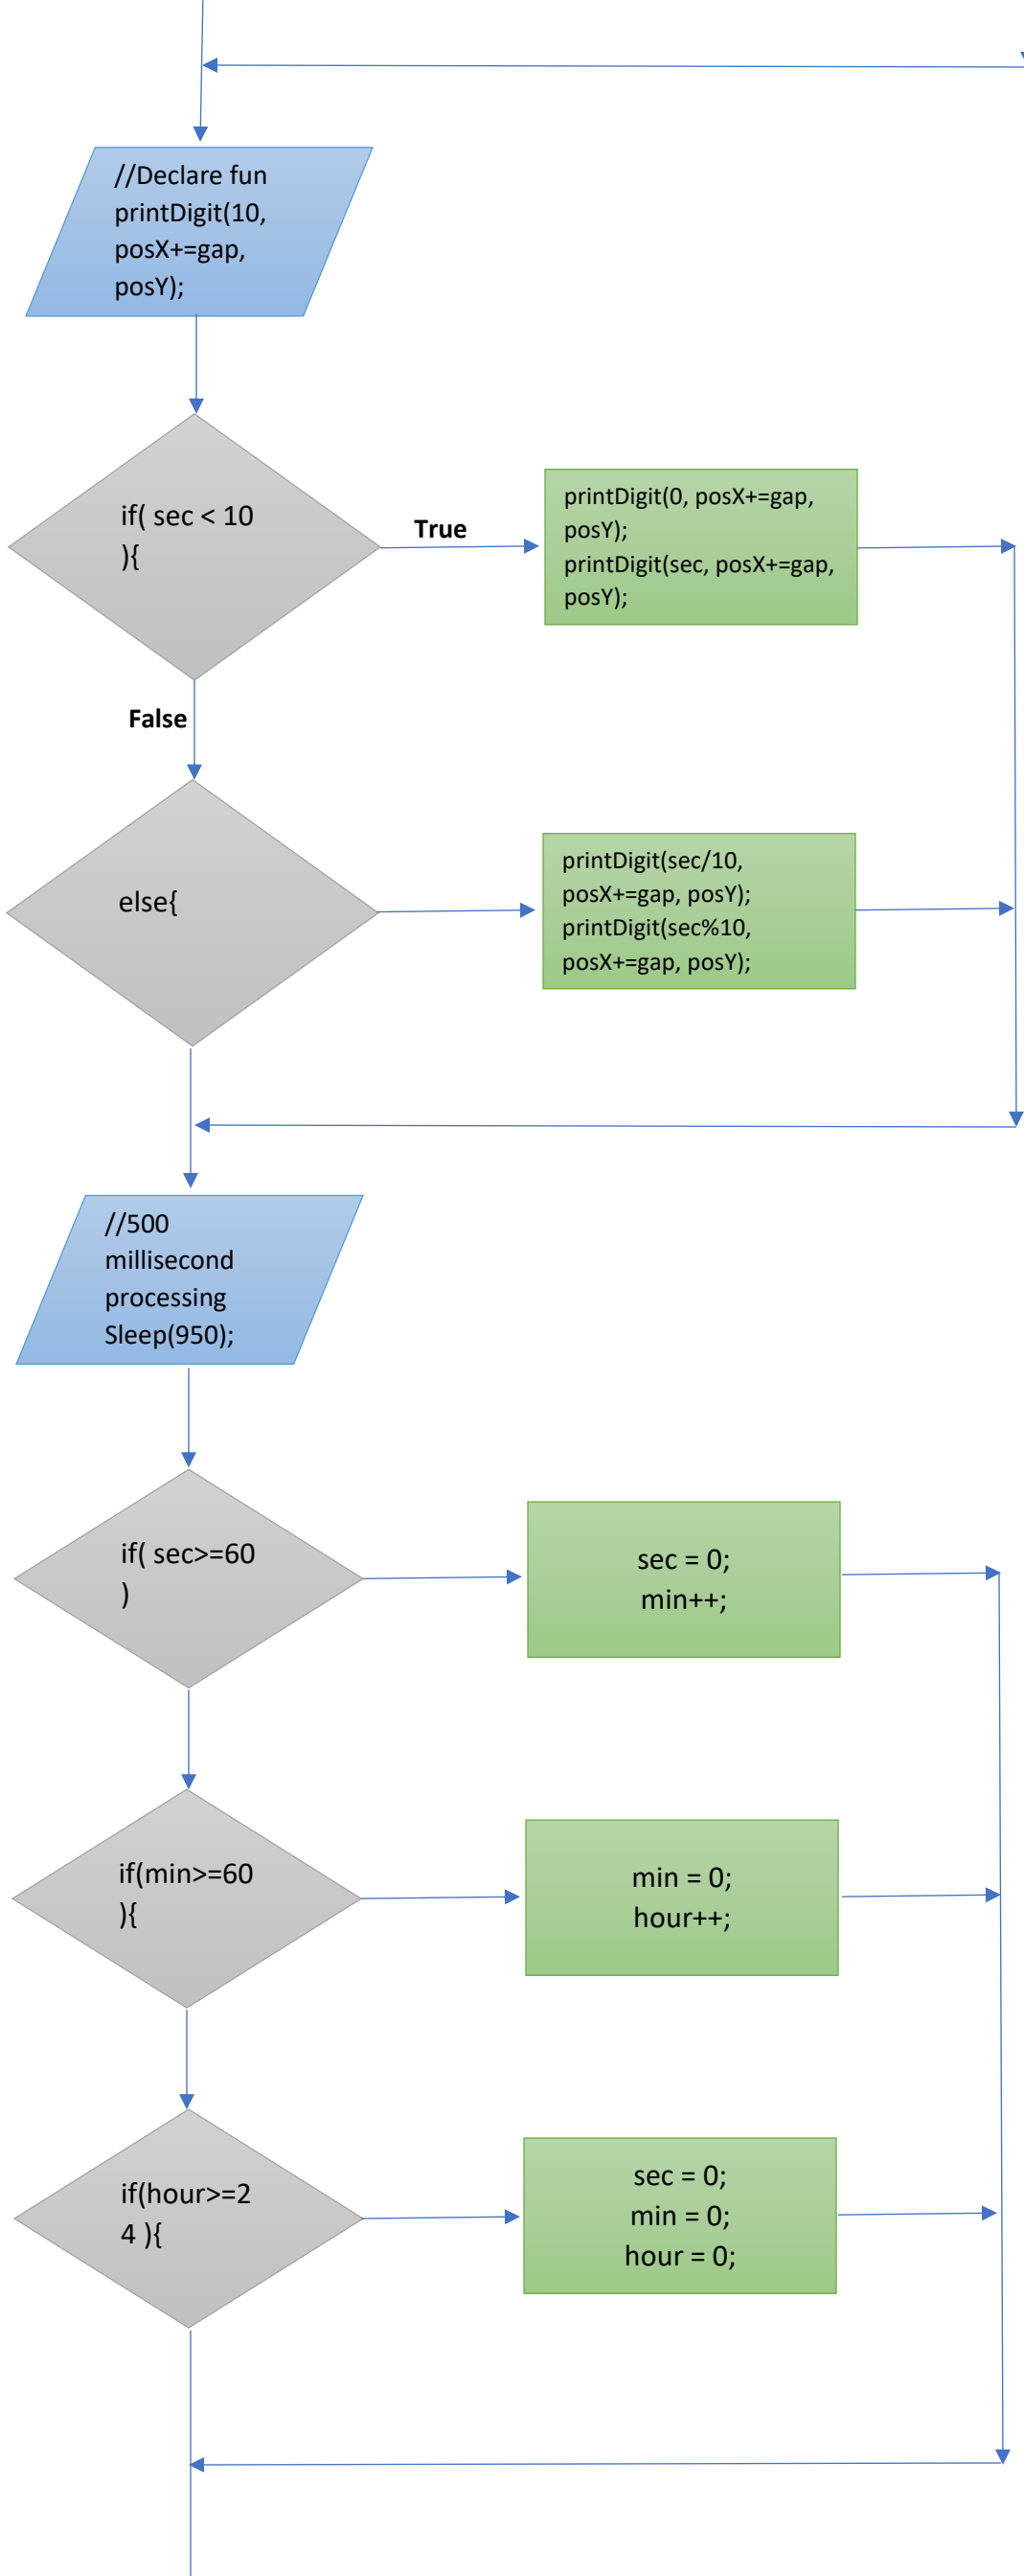 //Declare fun
printDigit(10,
posX+=gap,
posY);
if( sec < 10
){
True
printDigit(0, posX+=gap,
posY);
printDigit(sec, posX+=gap,
posY);
False
else{
printDigit(sec/10,
posX+=gap, posY);
printDigit(sec%10,
posX+=gap, posY);
//500
millisecond
processing
Sleep(950);
if( sec>=60
)
sec = 0;
min++;
if(min>=60
){
min = 0;
hour++;
if(hour>=2
4 ){
sec = 0;
min = 0;
hour = 0;